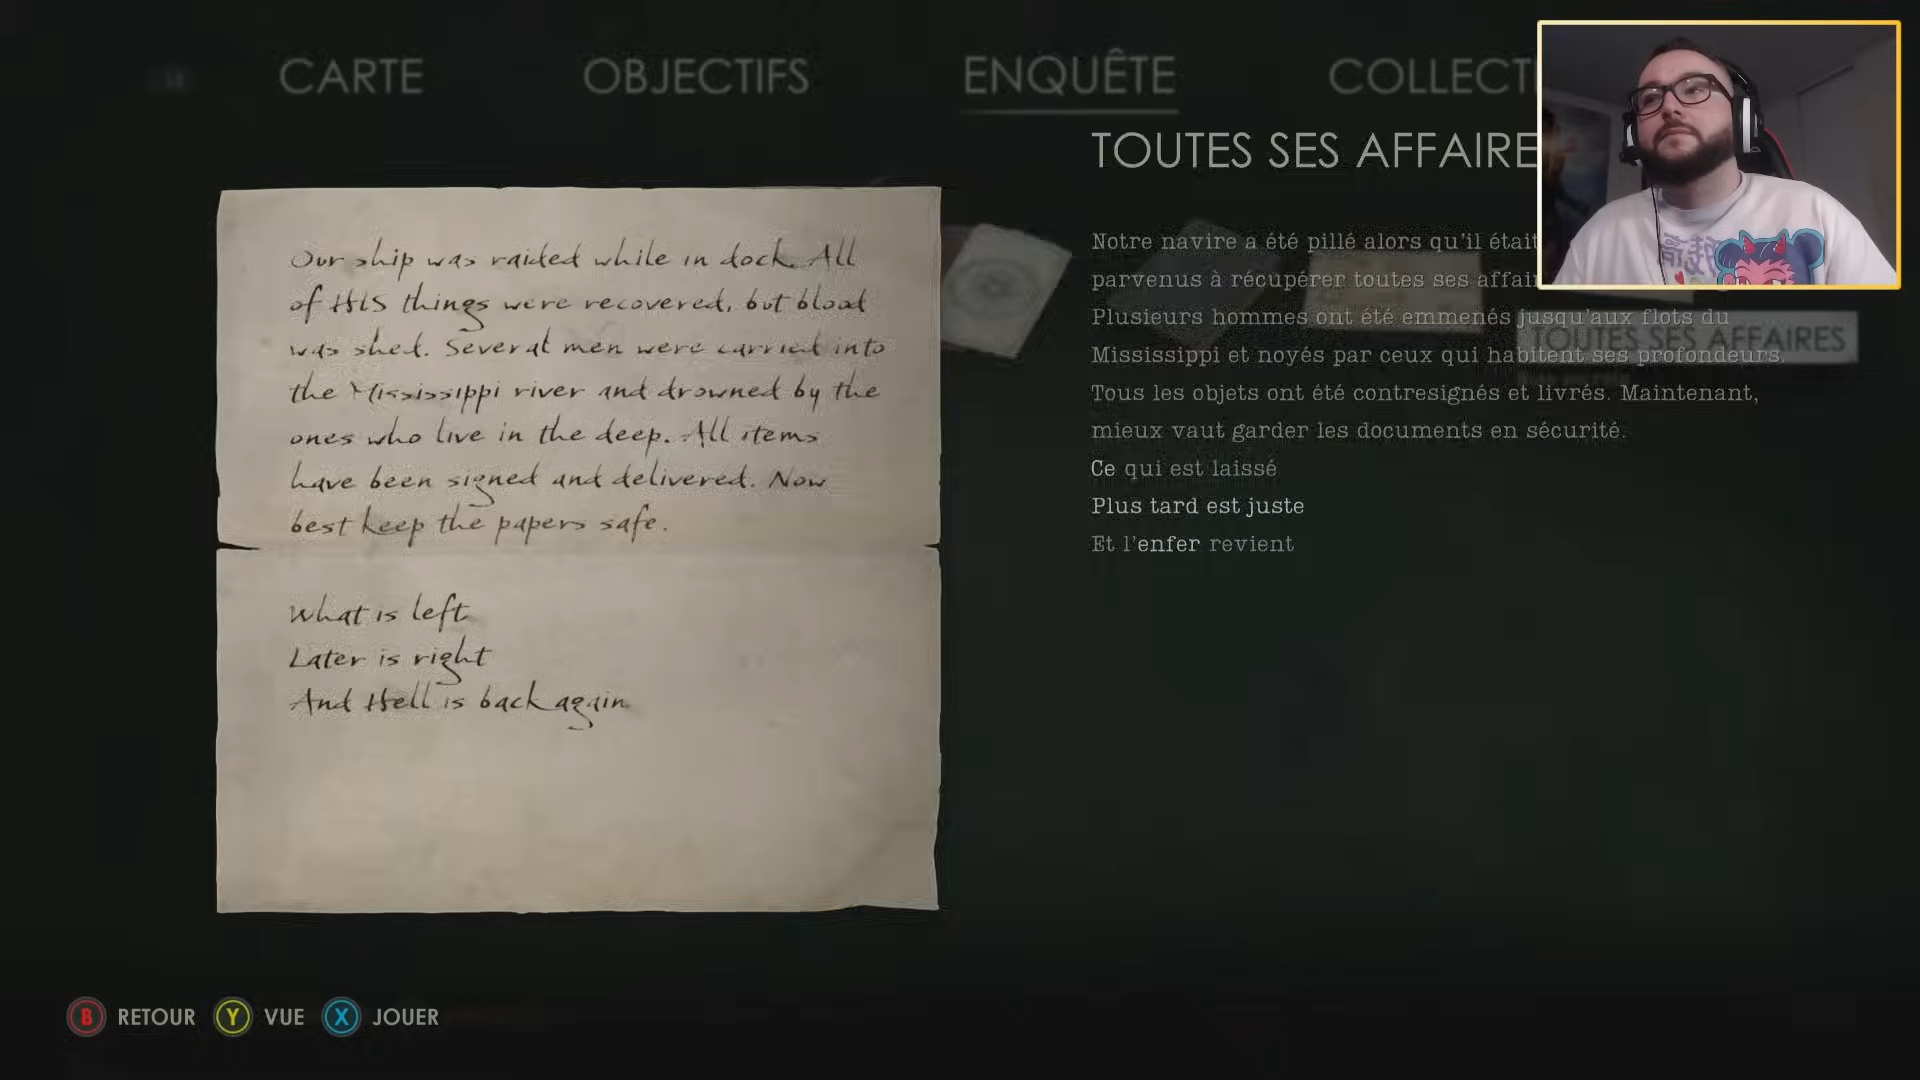 CARTE
OBJECTIFS
ENQUÊTE
COLLECT
TOUTES SES AFFAIRE
Our ship was raided while in dock. All
of HIS things were recovered, but blood
was shed. Several men were carried into
the Mississippi river and drowned by the
ones who live in the deep. All items
have been signed and delivered. Now
best keep the papers safe.
What is left
Later is right
And Hell is back again
Notre navire a été pillé alors qu'il était
parvenus à récupérer toutes ses affair
Plusieurs hommes ont été emmenés jusqu'aux flots du
Mississippi et noyés par ceux qui habitent ses profondeurs.
Tous les objets ont été contresignés et livrés. Maintenant,
mieux vaut garder les documents en sécurité.
Ce qui est laissé
Plus tard est juste
Et l'enfer revient
TOUTES SES AFFAIRES
B RETOUR Y VUE X JOUER